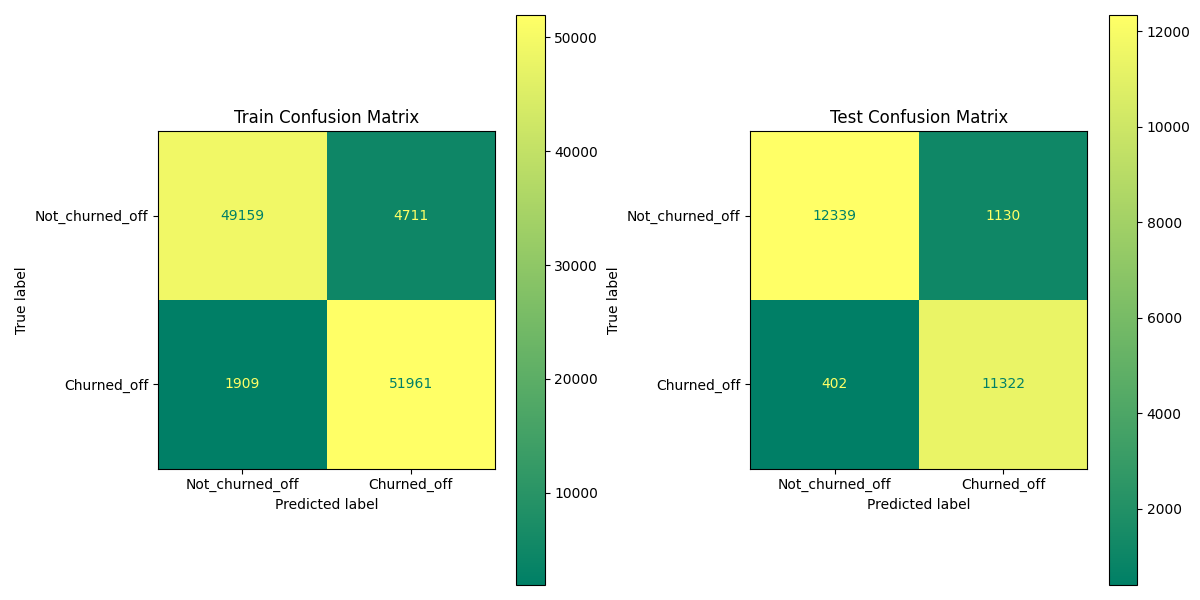 Train Confusion Matrix
True label
Not_churned_off
Churned_off
49159
4711
1909
51961
Not_churned_off
Churned_off
Predicted label
50000
40000
30000
20000
10000
Test Confusion Matrix
True label
Not_churned_off
Churned_off
12339
1130
402
11322
Not_churned_off
Churned_off
Predicted label
12000
10000
8000
6000
4000
2000